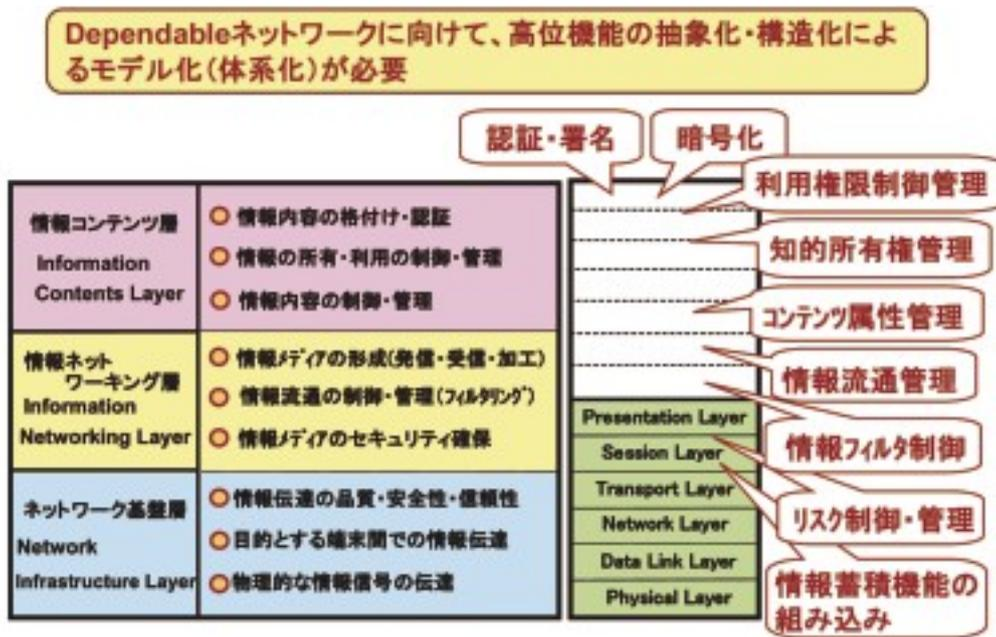 Dependableネットワークに向けて、高位機能の抽象化・構造化によ
るモデル化(体系化)が必要
認証・署名
暗号化
利用権限制御管理
知的所有権管理
コンテンツ属性管理
情報流通管理
情報フィルタ制御
リスク制御・管理
情報蓄積機能の
組み込み
情報コンテンツ層
Information
Contents Layer
情報内容の格付け・認証
情報の所有・利用の制御・管理
情報内容の制御・管理
情報ネット
ワーキング層
Information
Networking Layer
情報メディアの形成(発信・受信・加工)
情報流通の制御・管理(フィルタリング)
情報メディアのセキュリティ確保
ネットワーク基盤層
Network
Infrastructure Layer
情報伝達の品質・安全性・信頼性
目的とする端末間での情報伝達
物理的な情報信号の伝達
Presentation Layer
Session Layer
Transport Layer
Network Layer
Data Link Layer
Physical Layer